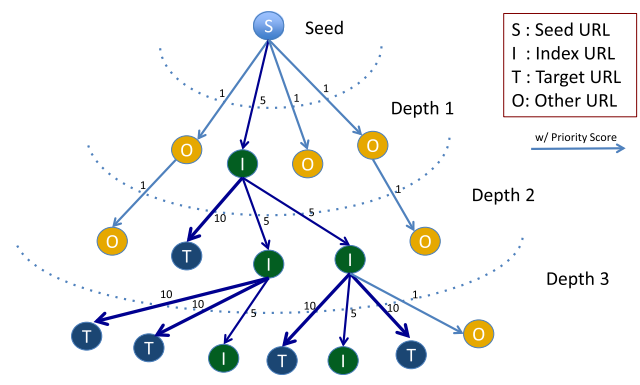 S
Seed
S : Seed URL
I : Index URL
T : Target URL
O: Other URL
w/ Priority Score
1
5
1
1
Depth 1
O
I
O
O
1
10
5
5
1
Depth 2
O
T
I
I
O
Depth 3
10
10
5
10
5
10
1
T
T
I
T
I
T
O